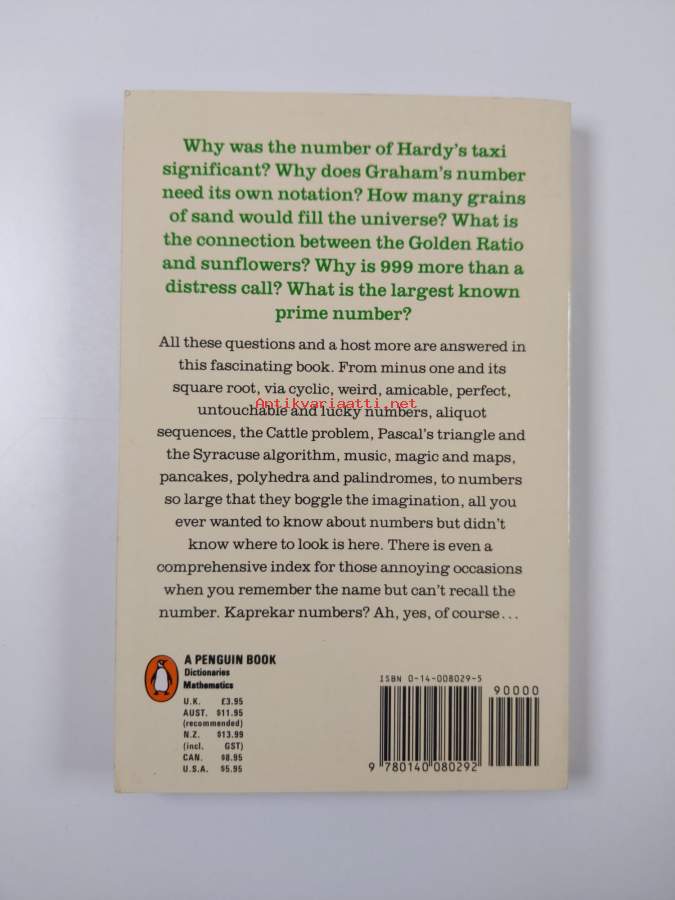 Why was the number of Hardy's taxi
significant? Why does Graham's number
need its own notation? How many grains
of sand would fill the universe? What is
the connection between the Golden Ratio
and sunflowers? Why is 999 more than a
distress call? What is the largest known
prime number?
All these questions and a host more are answered in
this fascinating book. From minus one and its
square root, via cyclic, weird, amicable, perfect,
Antikvariaatti.net
untouchable and lucky numbers, aliquot
sequences, the Cattle problem, Pascal's triangle and
the Syracuse algorithm, music, magic and maps,
pancakes, polyhedra and palindromes, to numbers
so large that they boggle the imagination, all you
ever wanted to know about numbers but didn't
know where to look is here. There is even a
comprehensive index for those annoying occasions
when you remember the name but can't recall the
number. Kaprekar numbers? Ah, yes, of course . . .
A PENGUIN BOOK
Dictionaries
Mathematics
U.K. £3.95
AUST. $11.95
(recommended)
N.Z. $13.99
(incl. GST)
CAN. $8.95
U.S.A. $5.95
ISBN 0-14-008029-5
90000
9 780140 080292